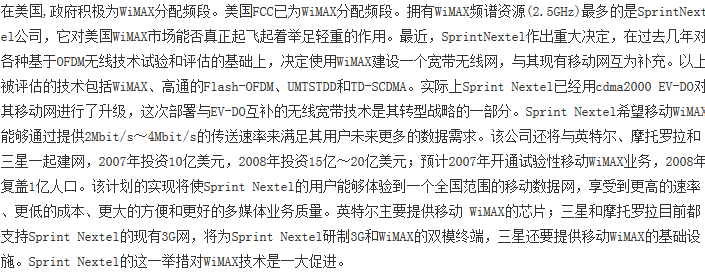 在美国,政府积极为WiMAX分配频段。美国FCC已为WiMAX分配频段。拥有WiMAX频谱资源(2.5GHz)最多的是SprintNext
el公司，它对美国WiMAX市场能否真正起飞起着举足轻重的作用。最近，SprintNextel作出重大决定，在过去几年对
各种基于OFDM无线技术试验和评估的基础上，决定使用WiMAX建设一个宽带无线网，与其现有移动网互为补充。以上
被评估的技术包括WiMAX、高通的Flash-OFDM、UMTSTDD和TD-SCDMA。实际上Sprint Nextel已经用cdma2000 EV-DO对
其移动网进行了升级，这次部署与EV-DO互补的无线宽带技术是其转型战略的一部分。Sprint Nextel希望移动WiMAX
能够通过提供2Mbit/s～4Mbit/s的传送速率来满足其用户未来更多的数据需求。该公司还将与英特尔、摩托罗拉和
三星一起建网，2007年投资10亿美元，2008年投资15亿～20亿美元；预计2007年开通试验性移动WiMAX业务，2008年
复盖1亿人口。该计划的实现将使Sprint Nextel的用户能够体验到一个全国范围的移动数据网，享受到更高的速率
、更低的成本、更大的方便和更好的多媒体业务质量。英特尔主要提供移动 WiMAX的芯片；三星和摩托罗拉目前都
支持Sprint Nextel的现有3G网，将为Sprint Nextel研制3G和WiMAX的双模终端，三星还要提供移动WiMAX的基础设
施。Sprint Nextel的这一举措对WiMAX技术是一大促进。